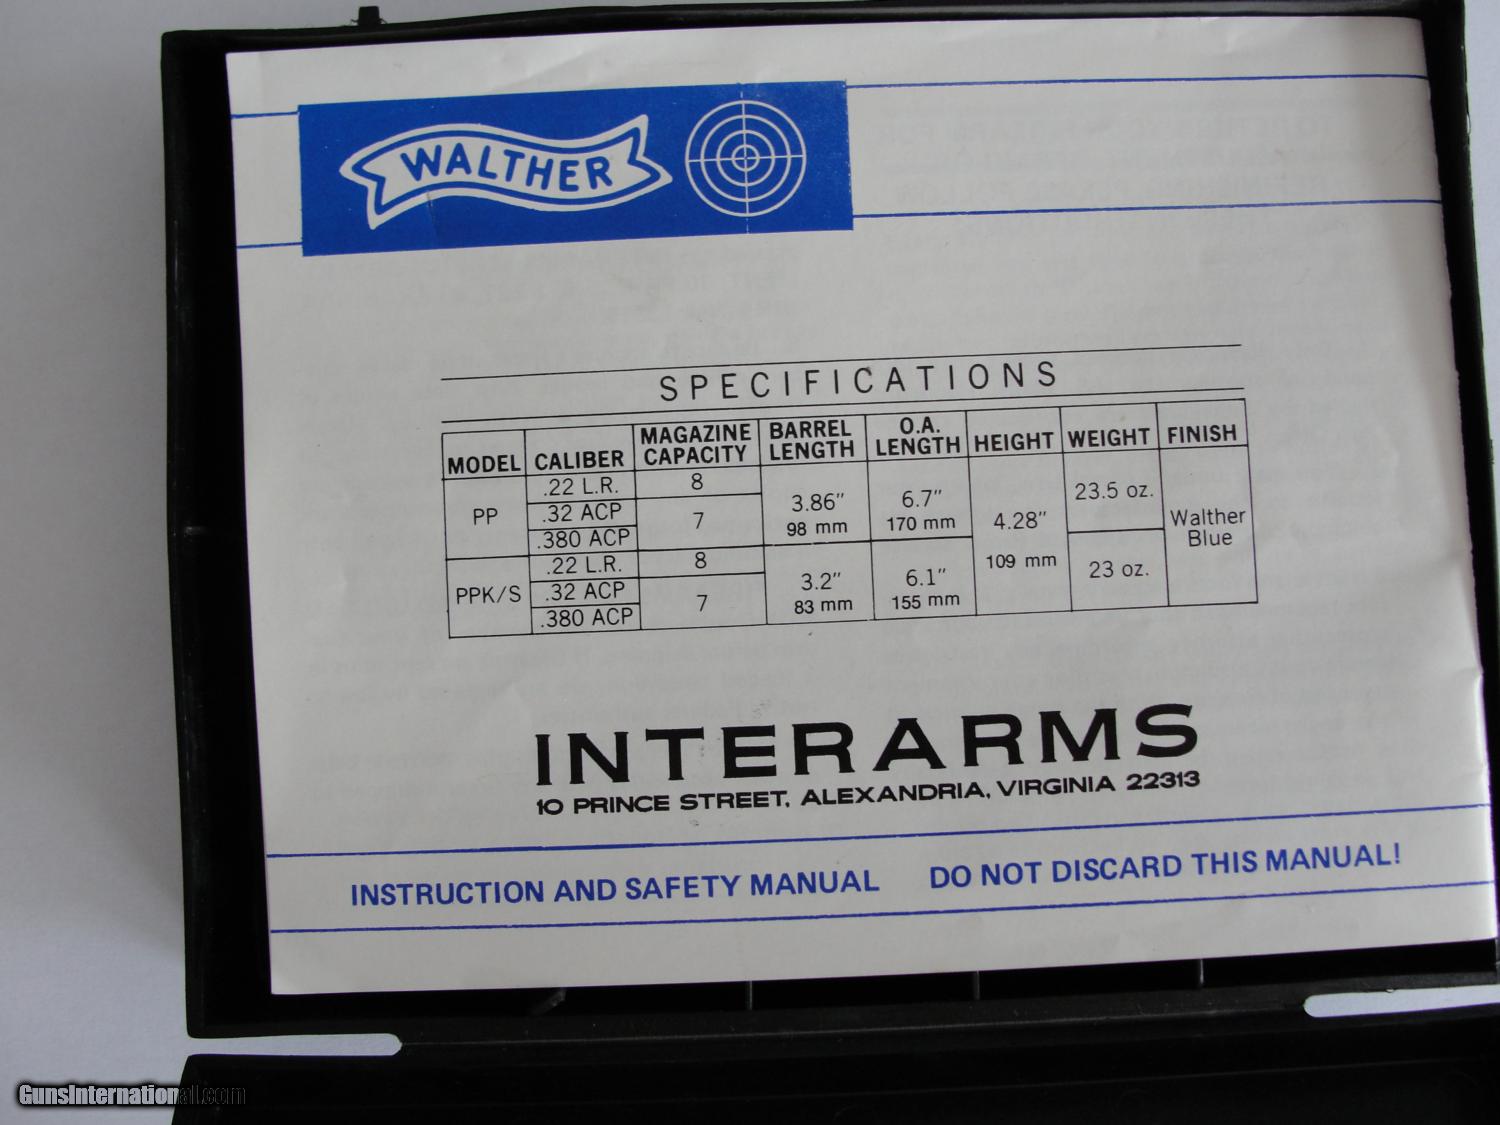 WALTHER
SPECIFICATIONS
MODEL CALIBER MAGAZINE CAPACITY BARREL LENGTH O.A. LENGTH HEIGHT WEIGHT FINISH
PP .22 L.R. 8 3.86" 98 mm 6.7" 170 mm 4.28" 109 mm 23.5 oz. Walther Blue
.32 ACP 7
.380 ACP
PPK/S .22 L.R. 8 3.2" 83 mm 6.1" 155 mm 23 oz.
.32 ACP 7
.380 ACP
INTERARMS
10 PRINCE STREET, ALEXANDRIA, VIRGINIA 22313
INSTRUCTION AND SAFETY MANUAL DO NOT DISCARD THIS MANUAL!
GunsInternational.com